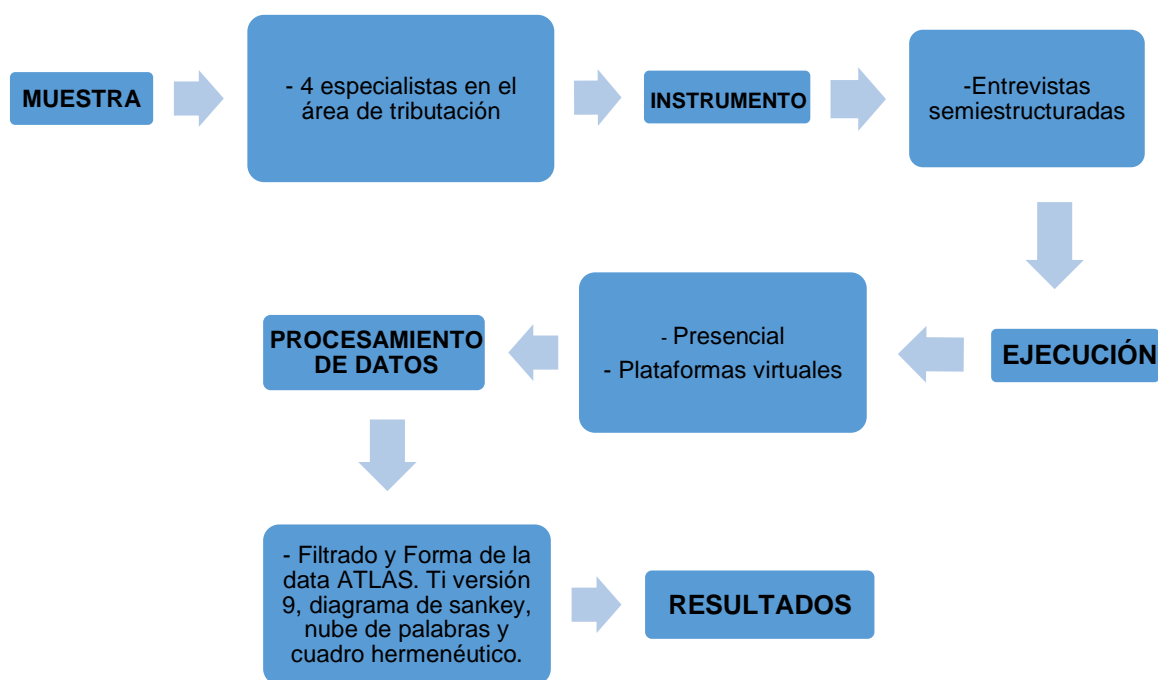 MUESTRA
- 4 especialistas en el
área de tributación
INSTRUMENTO
-Entrevistas
semiestructuradas
EJECUCIÓN
- Presencial
- Plataformas virtuales
PROCESAMIENTO
DE DATOS
- Filtrado y Forma de la
data ATLAS. Ti versión
9, diagrama de sankey,
nube de palabras y
cuadro hermenéutico.
RESULTADOS